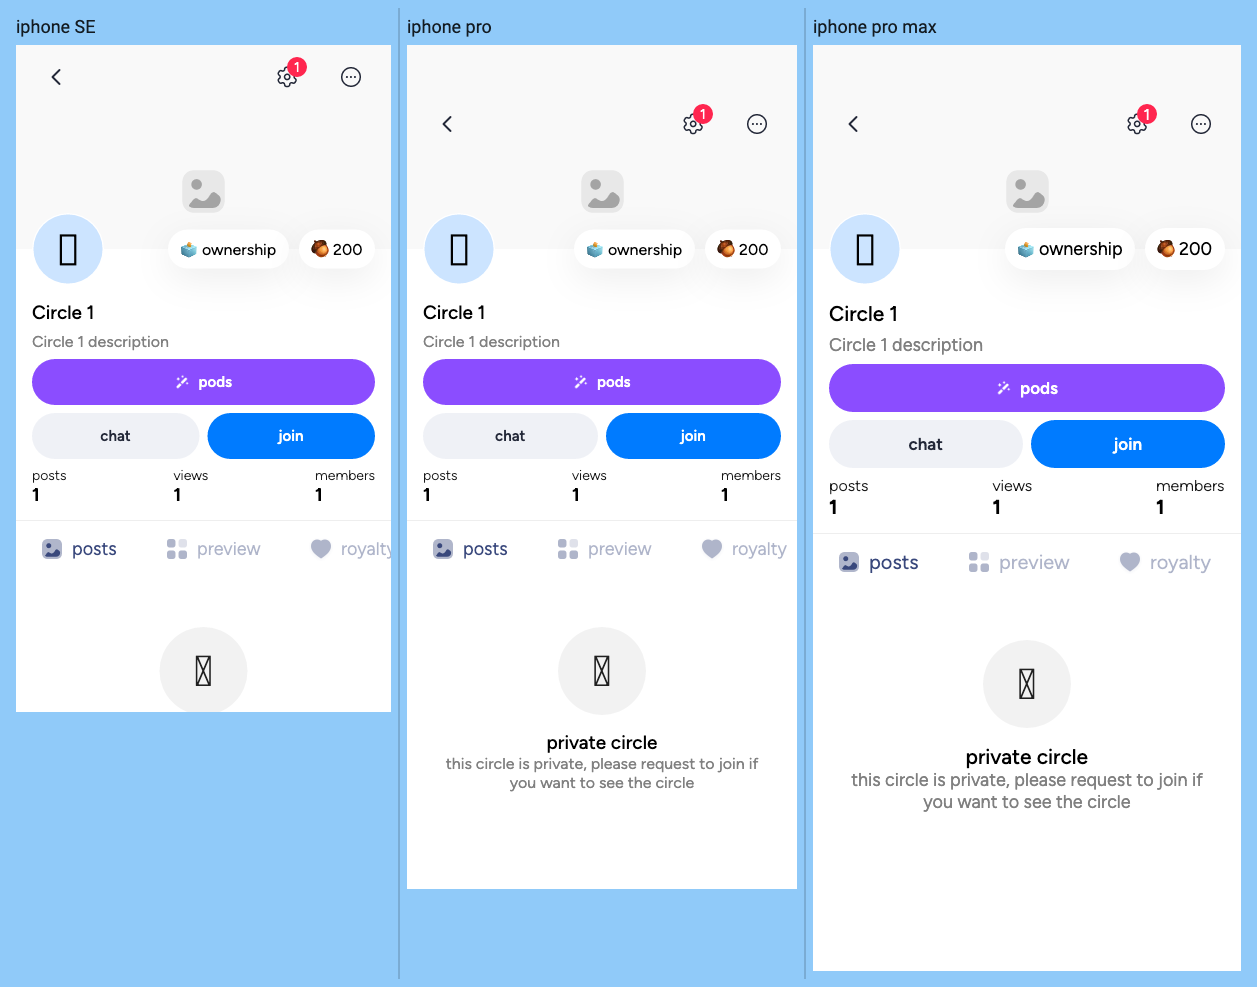 iphone SE
1
ownership
200
Circle 1
Circle 1 description
pods
chat
join
posts
views
members
1
1
1
posts
preview
royalty
iphone pro
1
ownership
200
Circle 1
Circle 1 description
pods
chat
join
posts
views
members
1
1
1
posts
preview
royalty
private circle
this circle is private, please request to join if
you want to see the circle
iphone pro max
1
ownership
200
Circle 1
Circle 1 description
pods
chat
join
posts
views
members
1
1
1
posts
preview
royalty
private circle
this circle is private, please request to join if
you want to see the circle